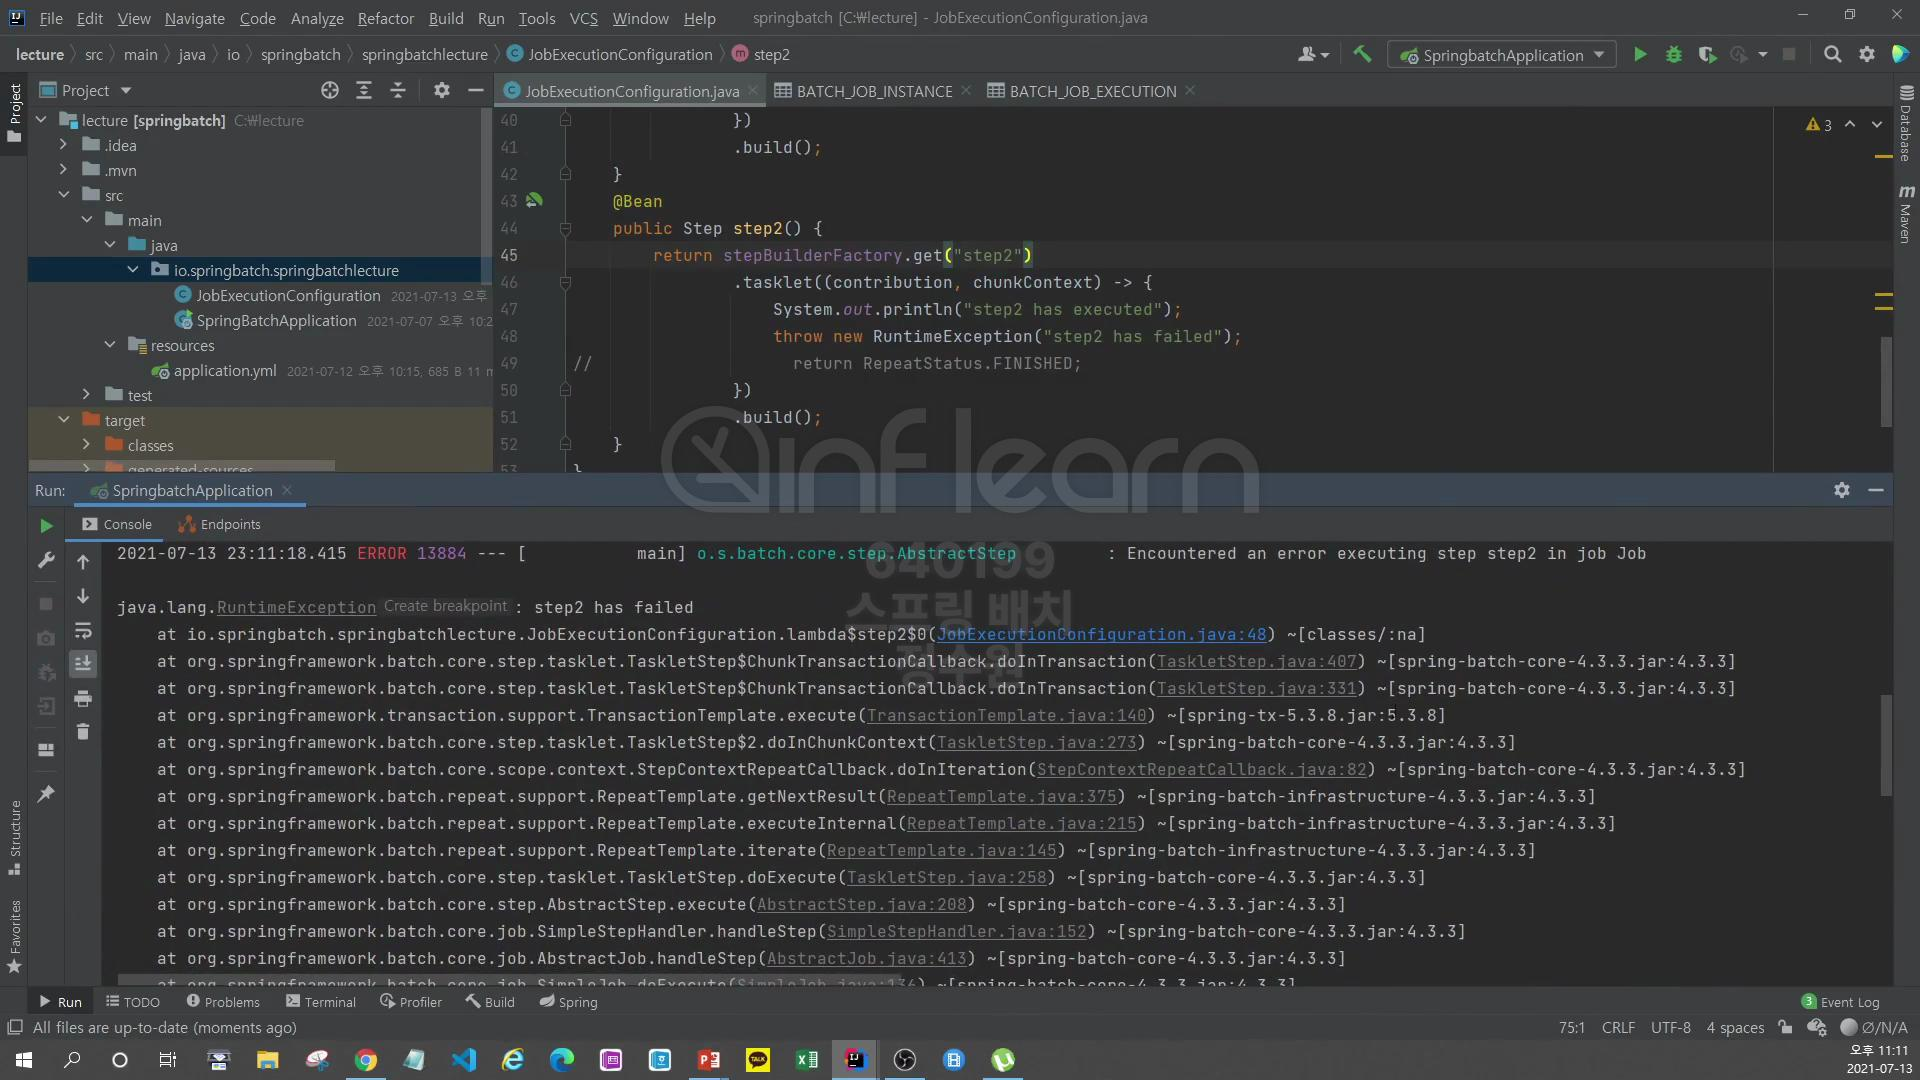 File Edit View Navigate Code Analyze Refactor Build Run Tools VCS Window Help springbatch [C:₩lecture] - JobExecutionConfiguration.java
lecture src main java io springbatch springbatchlecture JobExecutionConfiguration step2
SpringbatchApplication
Project
JobExecutionConfiguration.java
BATCH_JOB_INSTANCE
BATCH_JOB_EXECUTION
Project
lecture [springbatch] C:₩lecture
.idea
.mvn
src
main
java
io.springbatch.springbatchlecture
JobExecutionConfiguration 2021-07-13 오후
SpringBatchApplication 2021-07-07 오후 10:2
resources
application.yml 2021-07-12 오후 10:15, 685 B 11 m
test
target
classes
generated-sources
3
40 })
41 .build();
42 }
43 @Bean
44 public Step step2() {
45 return stepBuilderFactory.get("step2")
46 .tasklet((contribution, chunkContext) -> {
47 System.out.println("step2 has executed");
48 throw new RuntimeException("step2 has failed");
49 // return RepeatStatus.FINISHED;
50 })
51 .build();
52 }
53 }
Database
Maven
inflearn
640199
스프링 배치
정수원
Run: SpringbatchApplication
Console Endpoints
2021-07-13 23:11:18.415 ERROR 13884 --- [ main] o.s.batch.core.step.AbstractStep : Encountered an error executing step step2 in job Job
java.lang.RuntimeException Create breakpoint : step2 has failed
at io.springbatch.springbatchlecture.JobExecutionConfiguration.lambda$step2$0(JobExecutionConfiguration.java:48) ~[classes/:na]
at org.springframework.batch.core.step.tasklet.TaskletStep$ChunkTransactionCallback.doInTransaction(TaskletStep.java:407) ~[spring-batch-core-4.3.3.jar:4.3.3]
at org.springframework.batch.core.step.tasklet.TaskletStep$ChunkTransactionCallback.doInTransaction(TaskletStep.java:331) ~[spring-batch-core-4.3.3.jar:4.3.3]
at org.springframework.transaction.support.TransactionTemplate.execute(TransactionTemplate.java:140) ~[spring-tx-5.3.8.jar:5.3.8]
at org.springframework.batch.core.step.tasklet.TaskletStep$2.doInChunkContext(TaskletStep.java:273) ~[spring-batch-core-4.3.3.jar:4.3.3]
at org.springframework.batch.core.scope.context.StepContextRepeatCallback.doInIteration(StepContextRepeatCallback.java:82) ~[spring-batch-core-4.3.3.jar:4.3.3]
at org.springframework.batch.repeat.support.RepeatTemplate.getNextResult(RepeatTemplate.java:375) ~[spring-batch-infrastructure-4.3.3.jar:4.3.3]
at org.springframework.batch.repeat.support.RepeatTemplate.executeInternal(RepeatTemplate.java:215) ~[spring-batch-infrastructure-4.3.3.jar:4.3.3]
at org.springframework.batch.repeat.support.RepeatTemplate.iterate(RepeatTemplate.java:145) ~[spring-batch-infrastructure-4.3.3.jar:4.3.3]
at org.springframework.batch.core.step.tasklet.TaskletStep.doExecute(TaskletStep.java:258) ~[spring-batch-core-4.3.3.jar:4.3.3]
at org.springframework.batch.core.step.AbstractStep.execute(AbstractStep.java:208) ~[spring-batch-core-4.3.3.jar:4.3.3]
at org.springframework.batch.core.job.SimpleStepHandler.handleStep(SimpleStepHandler.java:152) ~[spring-batch-core-4.3.3.jar:4.3.3]
at org.springframework.batch.core.job.AbstractJob.handleStep(AbstractJob.java:413) ~[spring-batch-core-4.3.3.jar:4.3.3]
at org.springframework.batch.core.job.SimpleJob.doExecute(SimpleJob.java:136) ~[spring-batch-core-4.3.3.jar:4.3.3]
Structure
Favorites
Run TODO Problems Terminal Profiler Build Spring
3 Event Log
All files are up-to-date (moments ago)
75:1 CRLF UTF-8 4 spaces Ø/N/A
오후 11:11
2021-07-13